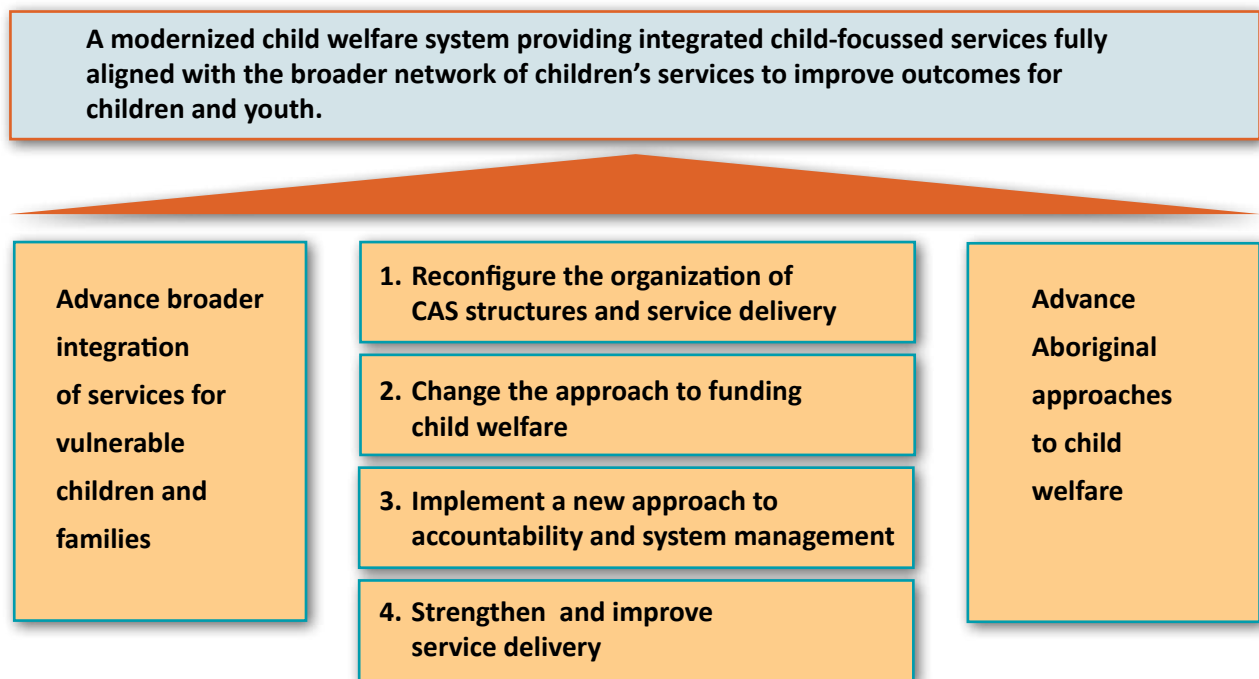 A modernized child welfare system providing integrated child-focussed services fully
aligned with the broader network of children's services to improve outcomes for
children and youth.
Advance broader
integration
of services for
vulnerable
children and
families
1. Reconfigure the organization of
CAS structures and service delivery
2. Change the approach to funding
child welfare
3. Implement a new approach to
accountability and system management
4. Strengthen  and improve
service delivery
Advance
Aboriginal
approaches
to child
welfare